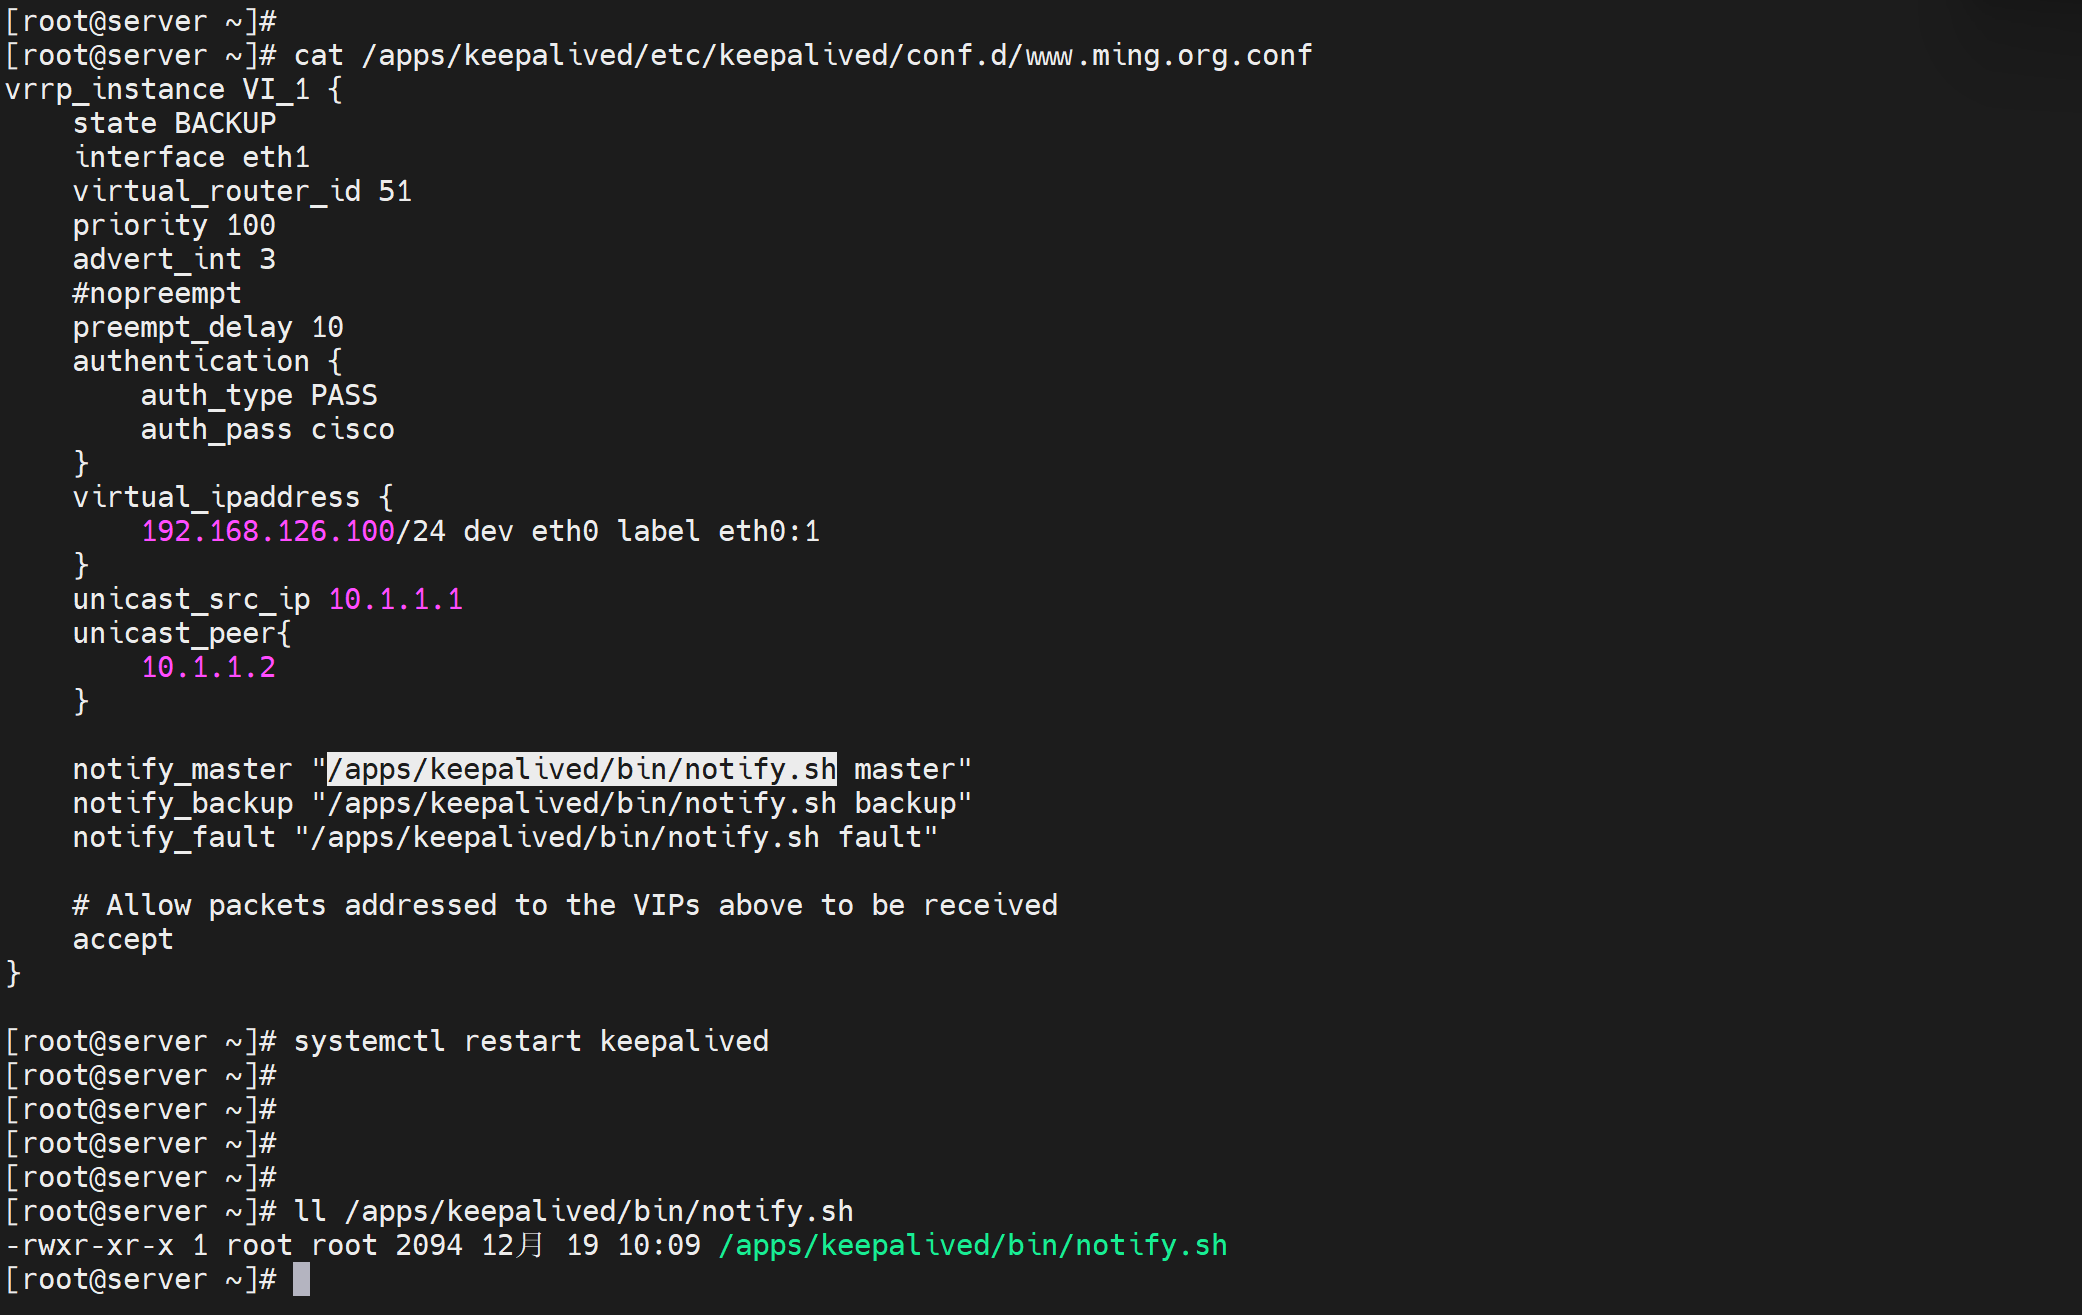 [root@server ~]#
[root@server ~]# cat /apps/keepalived/etc/keepalived/conf.d/www.ming.org.conf
vrrp_instance VI_1 {
    state BACKUP
    interface eth1
    virtual_router_id 51
    priority 100
    advert_int 3
    #nopreempt
    preempt_delay 10
    authentication {
        auth_type PASS
        auth_pass cisco
    }
    virtual_ipaddress {
        192.168.126.100/24 dev eth0 label eth0:1
    }
    unicast_src_ip 10.1.1.1
    unicast_peer{
        10.1.1.2
    }

    notify_master "/apps/keepalived/bin/notify.sh master"
    notify_backup "/apps/keepalived/bin/notify.sh backup"
    notify_fault "/apps/keepalived/bin/notify.sh fault"

    # Allow packets addressed to the VIPs above to be received
    accept
}

[root@server ~]# systemctl restart keepalived
[root@server ~]#
[root@server ~]#
[root@server ~]#
[root@server ~]#
[root@server ~]# ll /apps/keepalived/bin/notify.sh
-rwxr-xr-x 1 root root 2094 12月 19 10:09 /apps/keepalived/bin/notify.sh
[root@server ~]#